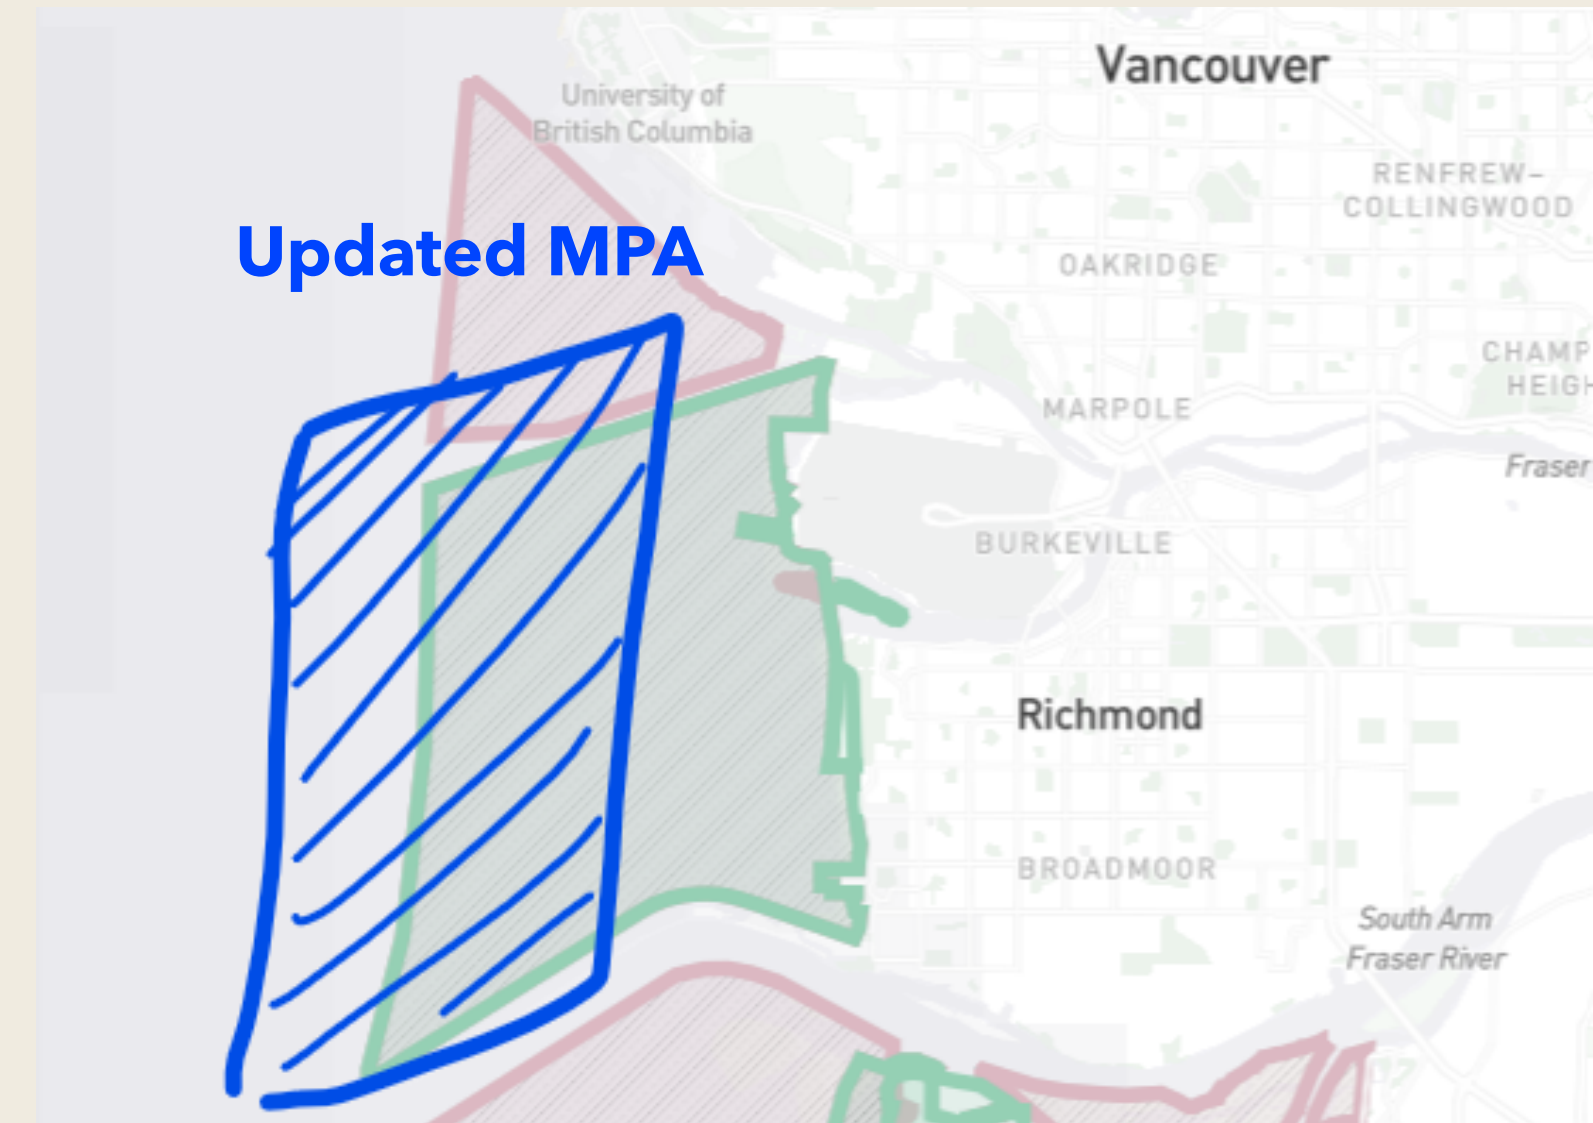 Vancouver
University of
British Columbia
RENFREW–
COLLINGWOOD
Updated MPA
OAKRIDGE
CHAMP
HEIGH
MARPOLE
Fraser
BURKEVILLE
Richmond
BROADMOOR
South Arm
Fraser River